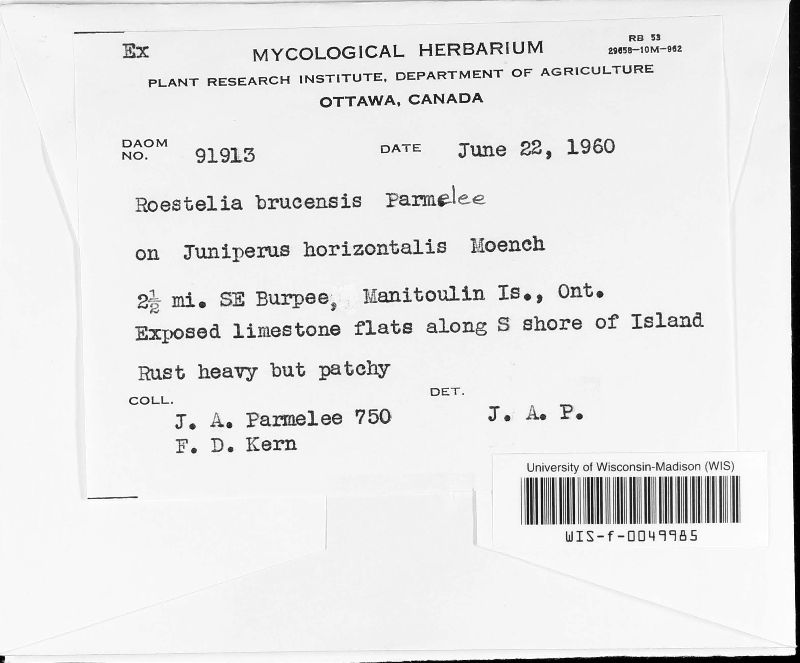 Ex
MYCOLOGICAL HERBARIUM
RB 53
29658—10M—962
PLANT RESEARCH INSTITUTE, DEPARTMENT OF AGRICULTURE
OTTAWA, CANADA
DAOM NO. 91913 DATE June 22, 1960
Roestelia brucensis Parmelee
on Juniperus horizontalis Moench
2½ mi. SE Burpee, Manitoulin Is., Ont.
Exposed limestone flats along S shore of Island
Rust heavy but patchy
COLL. DET.
J. A. Parmelee 750 J. A. P.
F. D. Kern
University of Wisconsin-Madison (WIS)
WIS-f-0049985